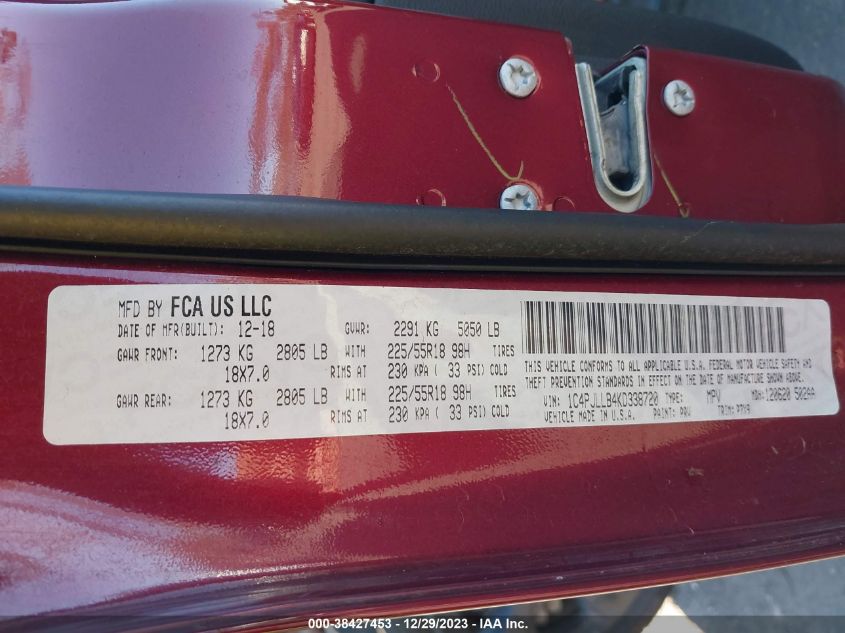 MFD BY FCA US LLC
DATE OF MFR(BUILT): 12-18 GVWR: 2291 KG 5050 LB
GAWR FRONT: 1273 KG 2805 LB WITH 225/55R18 98H TIRES
18X7.0 RIMS AT 230 KPA ( 33 PSI) COLD
GAWR REAR: 1273 KG 2805 LB WITH 225/55R18 98H TIRES
18X7.0 RIMS AT 230 KPA ( 33 PSI) COLD
THIS VEHICLE CONFORMS TO ALL APPLICABLE U.S.A. FEDERAL MOTOR VEHICLE SAFETY AND
THEFT PREVENTION STANDARDS IN EFFECT ON THE DATE OF MANUFACTURE SHOWN ABOVE.
VIN: 1C4PJLLB4KD338720 TYPE: MPV MDH: 120620 502AA
VEHICLE MADE IN U.S.A. PAINT: PRV TRIM: P7X9
000-38427453 - 12/29/2023 - IAA, Inc.